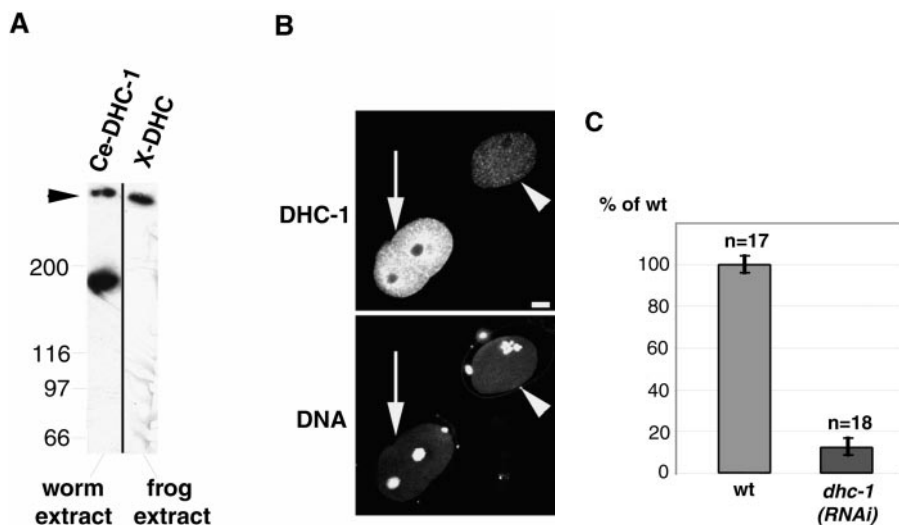 A
Ce-DHC-1
X-DHC
200
116
97
66
worm extract
frog extract
B
DHC-1
DNA
C
% of wt
n=17
100
80
60
40
20
0
n=18
wt
dhc-1
(RNAi)